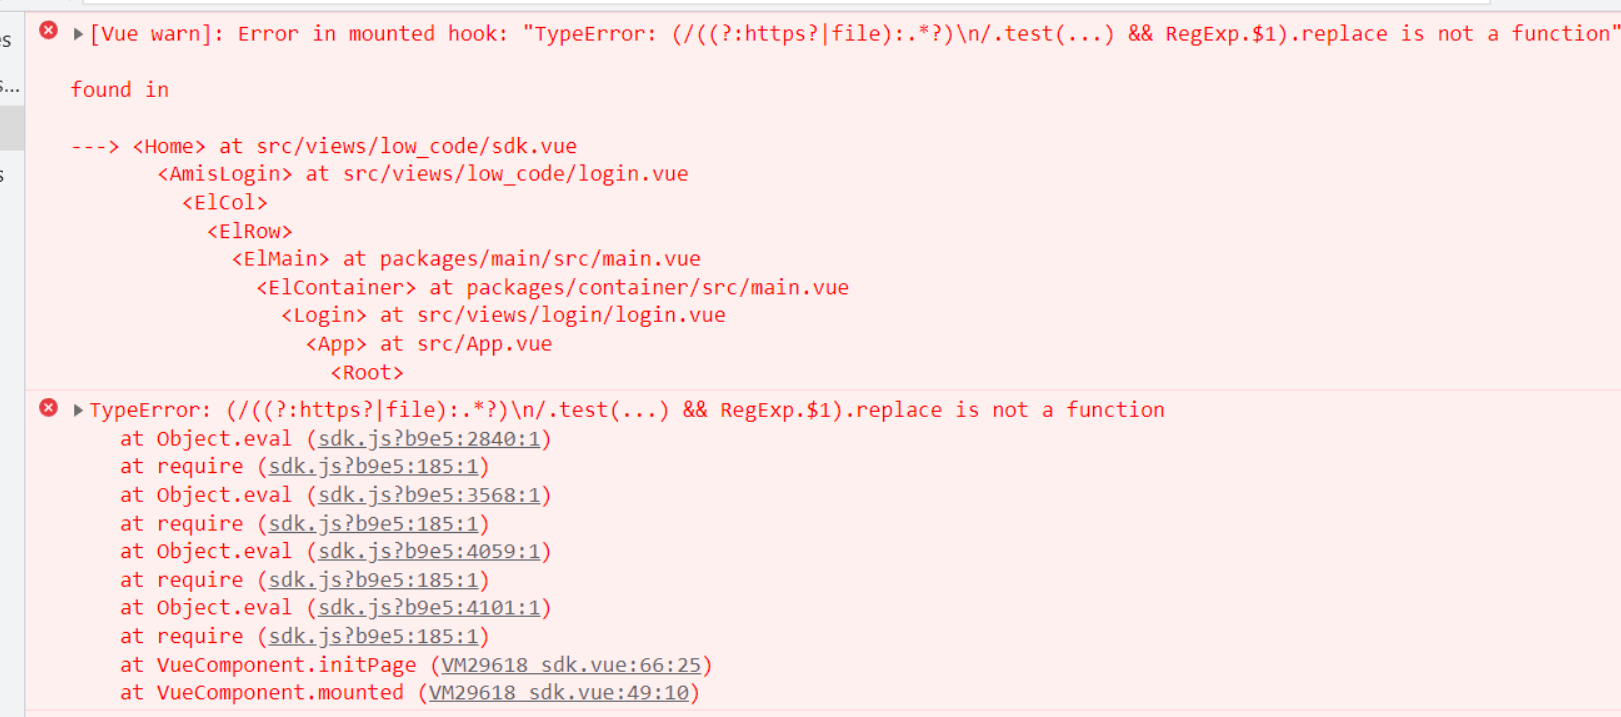 es
[Vue warn]: Error in mounted hook: "TypeError: (/((?:https?|file):.*?)\n/.test(...) && RegExp.$1).replace is not a function"
s...
found in
---> <Home> at src/views/low_code/sdk.vue
<AmisLogin> at src/views/low_code/login.vue
s
<ElCol>
<ElRow>
<ElMain> at packages/main/src/main.vue
<ElContainer> at packages/container/src/main.vue
<Login> at src/views/login/login.vue
<App> at src/App.vue
<Root>
TypeError: (/((?:https?|file):.*?)\n/.test(...) && RegExp.$1).replace is not a function
at Object.eval (sdk.js?b9e5:2840:1)
at require (sdk.js?b9e5:185:1)
at Object.eval (sdk.js?b9e5:3568:1)
at require (sdk.js?b9e5:185:1)
at Object.eval (sdk.js?b9e5:4059:1)
at require (sdk.js?b9e5:185:1)
at Object.eval (sdk.js?b9e5:4101:1)
at require (sdk.js?b9e5:185:1)
at VueComponent.initPage (VM29618 sdk.vue:66:25)
at VueComponent.mounted (VM29618 sdk.vue:49:10)